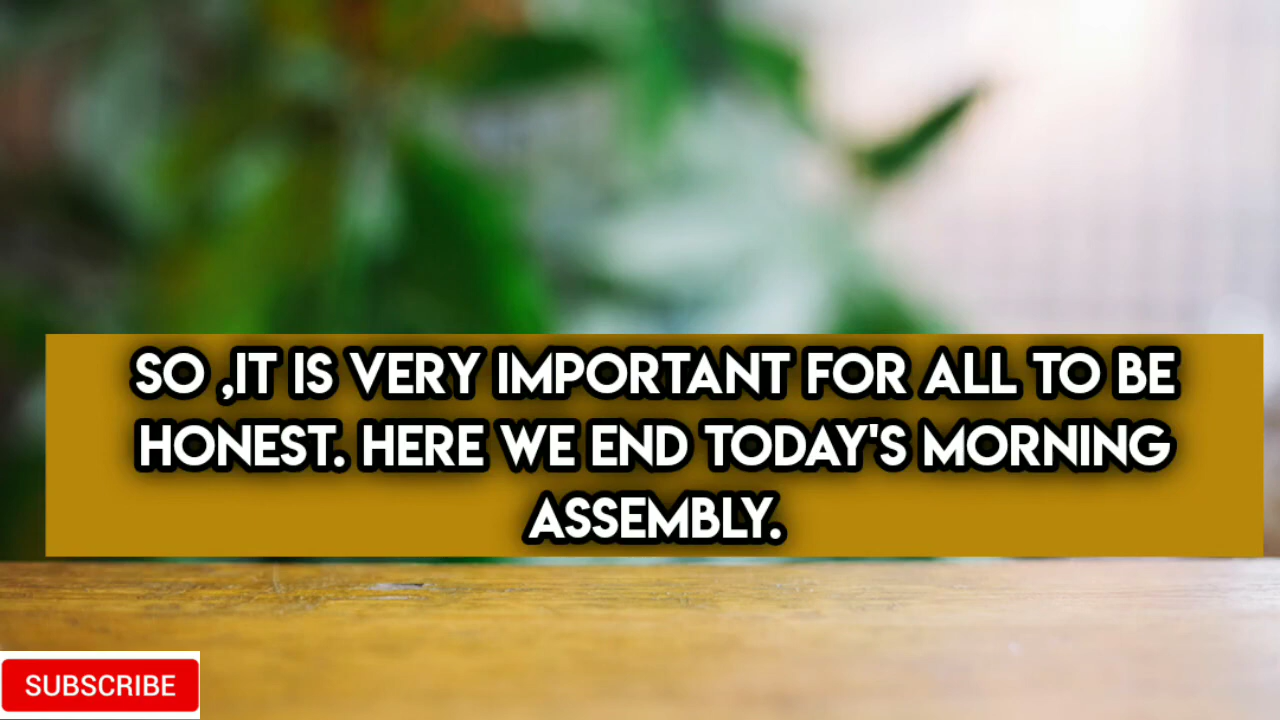 SO ,IT IS VERY IMPORTANT FOR ALL TO BE
HONEST. HERE WE END TODAY'S MORNING
ASSEMBLY.
SUBSCRIBE